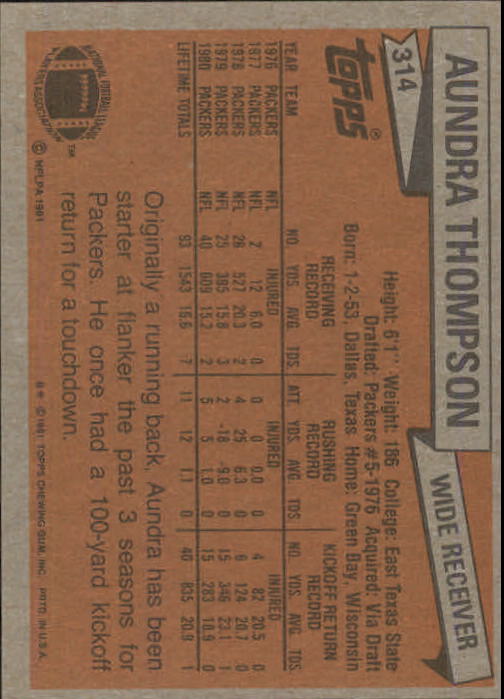 314
AUNDRA THOMPSON
WIDE RECEIVER
topps®
Height: 6'1" Weight: 186 College: East Texas State
Drafted: Packers #5-1976 Acquired: Via Draft
Born: 1-2-53, Dallas, Texas Home: Green Bay, Wisconsin
RECEIVING RECORD RUSHING RECORD KICKOFF RETURN RECORD
YEAR TEAM NO. YDS. AVG. TDS. ATT. YDS. AVG. TDS. NO. YDS. AVG. TDS.
1976 PACKERS NFL INJURED INJURED INJURED
1977 PACKERS NFL 2 12 6.0 0 0 0 0.0 0 4 82 20.5 0
1978 PACKERS NFL 26 527 20.3 2 4 25 6.3 0 6 124 20.7 0
1979 PACKERS NFL 25 395 15.8 3 2 -18 -9.0 0 15 346 23.1 1
1980 PACKERS NFL 40 609 15.2 2 5 5 1.0 0 15 283 18.9 0
LIFETIME TOTALS 93 1543 16.6 7 11 12 1.1 0 40 835 20.9 1
Originally a running back, Aundra has been
starter at flanker the past 3 seasons for
Packers. He once had a 100-yard kickoff
return for a touchdown.
NATIONAL FOOTBALL LEAGUE
PLAYERS ASSOCIATION
TM
© NFLPA 1981
© 1981 TOPPS CHEWING GUM, INC. PRTD. IN U.S.A.